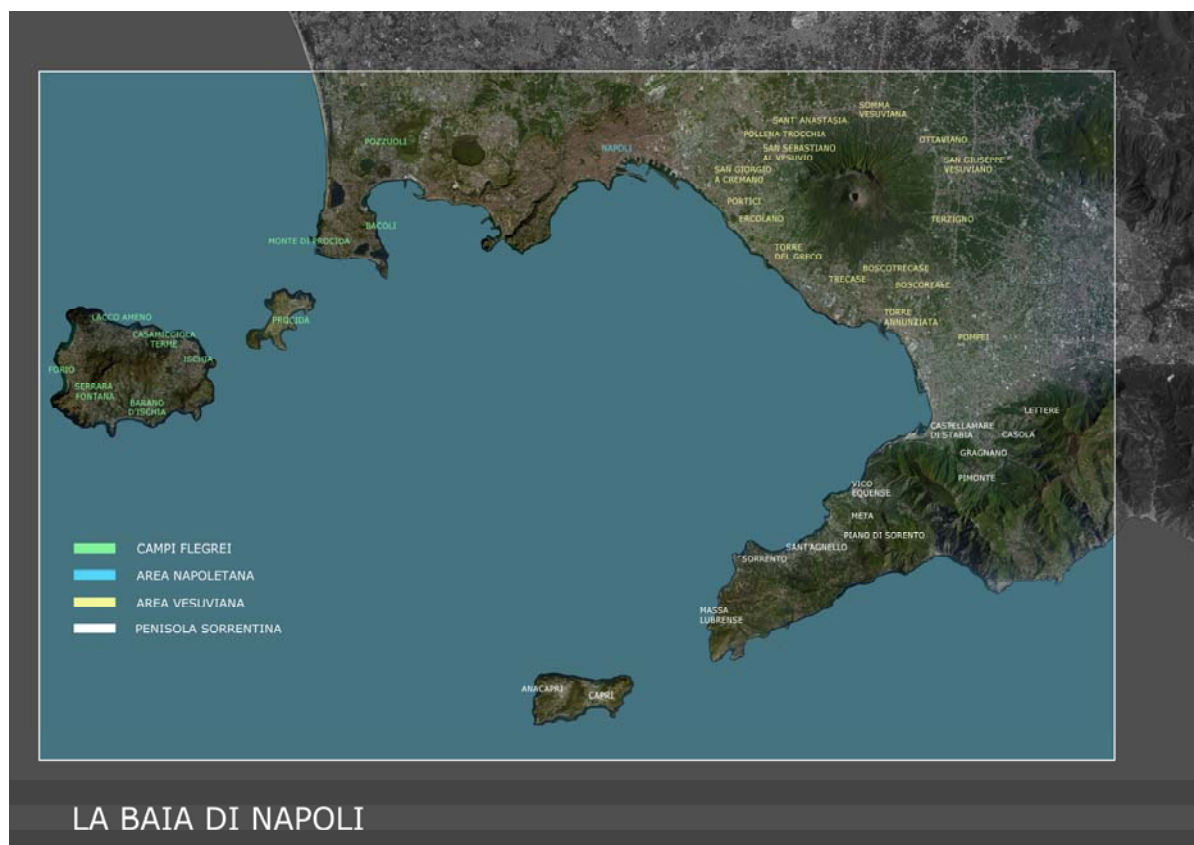 SOMMA
VESUVIANA
SANT' ANASTASIA
POLLENA TROCCHIA
OTTAVIANO
POZZUOLI
NAPOLI
SAN SEBASTIANO
AL VESUVIO
SAN GIUSEPPE
VESUVIANO
SAN GIORGIO
A CREMANO
PORTICI
ERCOLANO
TERZIGNO
BACOLI
MONTE DI PROCIDA
TORRE
DEL GRECO
BOSCOTRECASE
TRECASE
BOSCOREALE
PROCIDA
LACCO AMENO
TORRE
ANNUNZIATA
CASAMICCIOLA
TERME
POMPEI
ISCHIA
FORIO
SERRARA
FONTANA
BARANO
D'ISCHIA
LETTERE
CASTELLAMARE
DI STABIA
CASOLA
GRAGNANO
PIMONTE
VICO
EQUENSE
META
PIANO DI SORENTO
SANT'AGNELLO
SORRENTO
MASSA
LUBRENSE
ANACAPRI
CAPRI
CAMPI FLEGREI
AREA NAPOLETANA
AREA VESUVIANA
PENISOLA SORRENTINA
LA BAIA DI NAPOLI